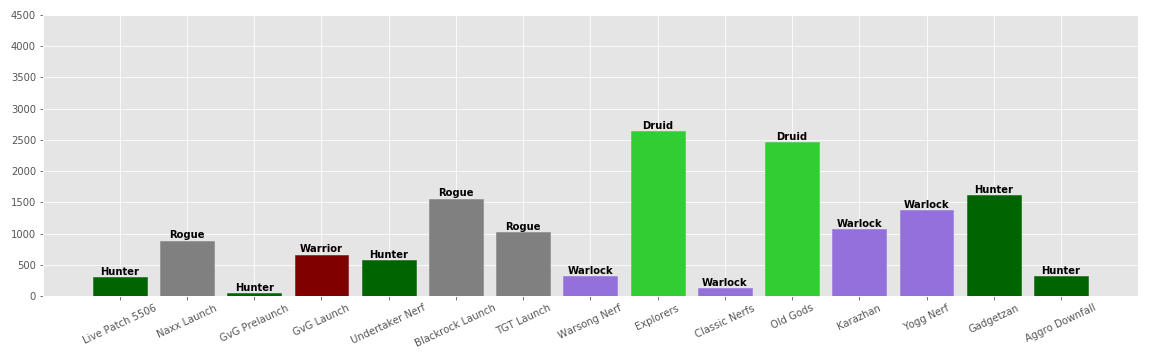 4500
4000
3500
3000
2500
2000
1500
1000
500
0
Hunter
Rogue
Hunter
Warrior
Hunter
Rogue
Rogue
Warlock
Druid
Warlock
Druid
Warlock
Warlock
Hunter
Hunter
Live Patch 5506
Naxx Launch
GvG Prelaunch
GvG Launch
Undertaker Nerf
Blackrock Launch
TGT Launch
Warsong Nerf
Explorers
Classic Nerfs
Old Gods
Karazhan
Yogg Nerf
Gadgetzan
Aggro Downfall